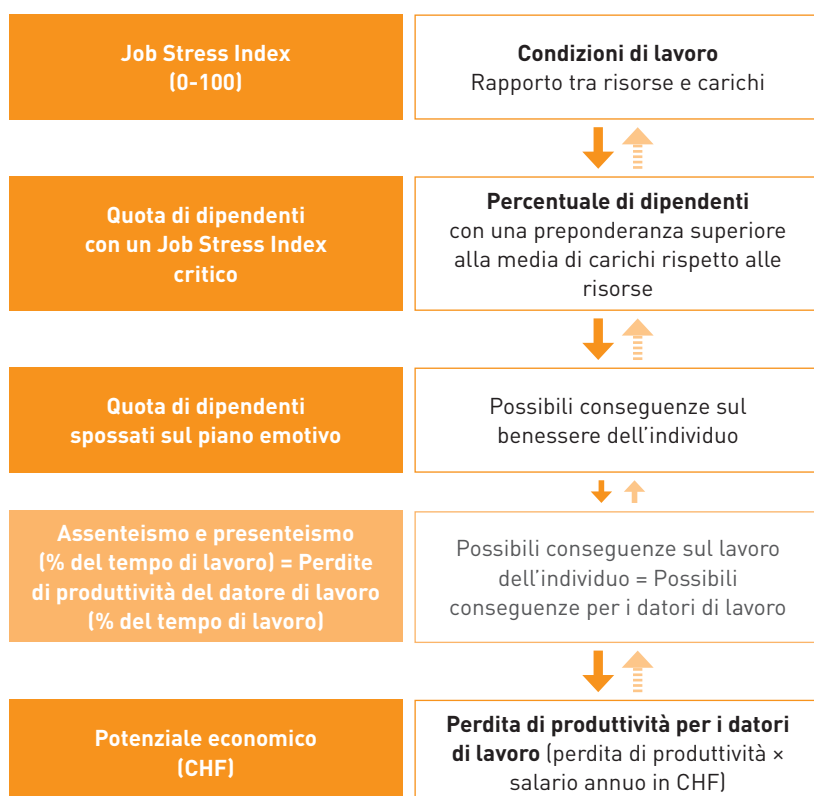 Job Stress Index
(0-100)
Condizioni di lavoro
Rapporto tra risorse e carichi
Quota di dipendenti
con un Job Stress Index
critico
Percentuale di dipendenti
con una preponderanza superiore
alla media di carichi rispetto alle
risorse
Quota di dipendenti
spossati sul piano emotivo
Possibili conseguenze sul
benessere dell'individuo
Assenteismo e presenteismo
(% del tempo di lavoro) = Perdite
di produttività del datore di lavoro
(% del tempo di lavoro)
Possibili conseguenze sul lavoro
dell'individuo = Possibili
conseguenze per i datori di lavoro
Potenziale economico
(CHF)
Perdita di produttività per i datori
di lavoro (perdita di produttività ×
salario annuo in CHF)